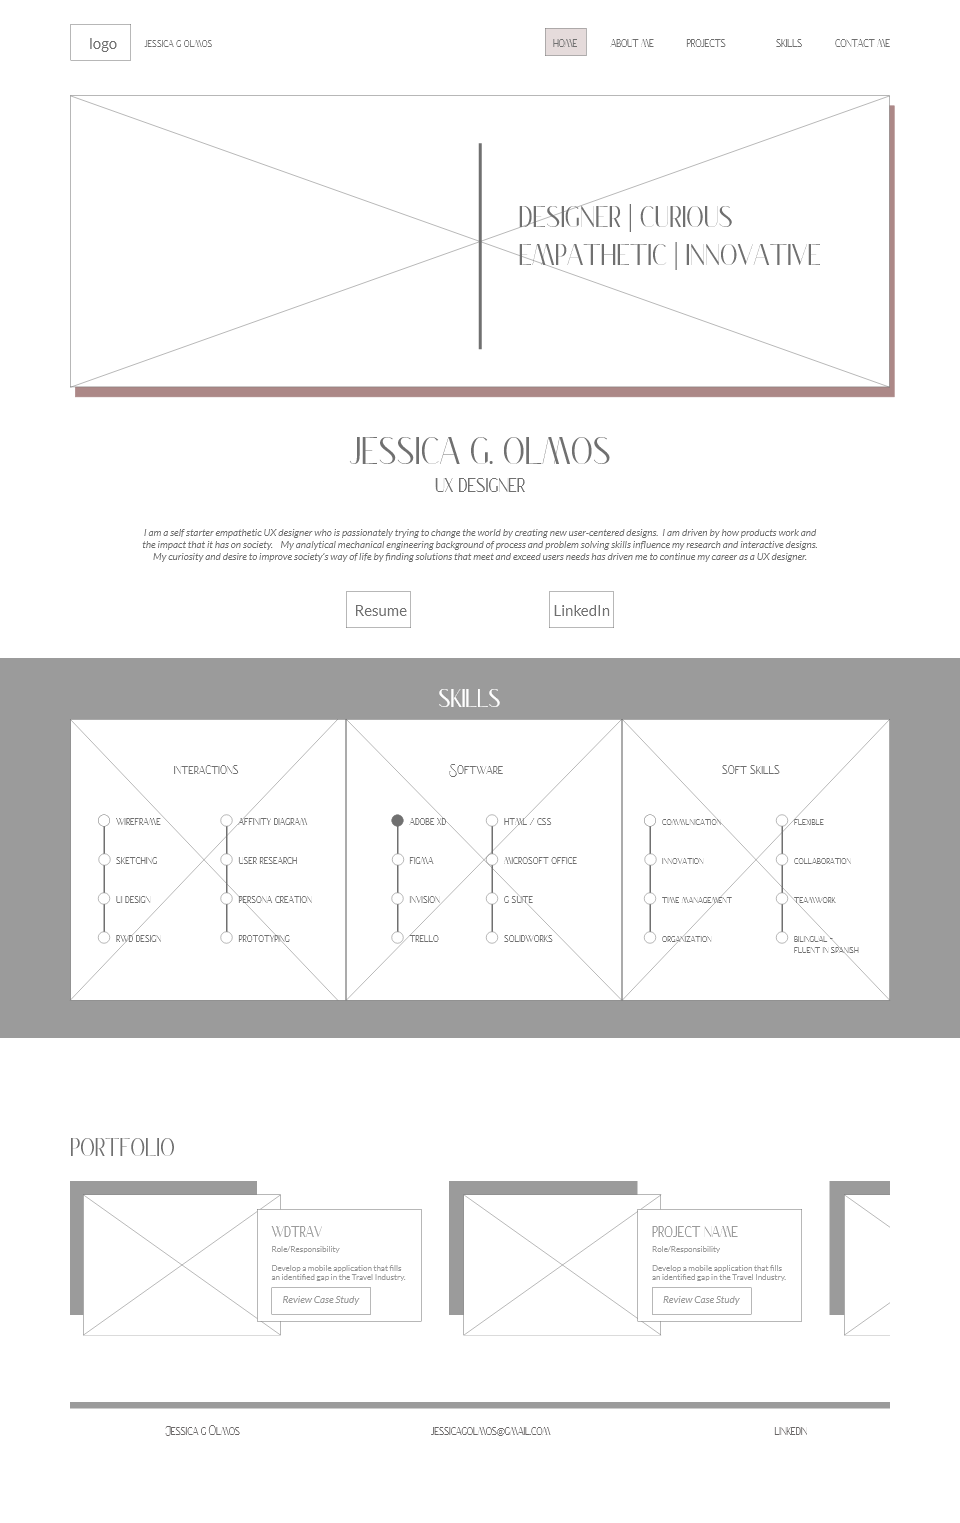 logo
JESSICA G OLMOS
HOME
ABOUT ME
PROJECTS
SKILLS
CONTACT ME
DESIGNER | CURIOUS
EMPATHETIC | INNOVATIVE
JESSICA G. OLMOS
UX DESIGNER
I am a self starter empathetic UX designer who is passionately trying to change the world by creating new user-centered designs. I am driven by how products work and
the impact that it has on society. My analytical mechanical engineering background of process and problem solving skills influence my research and interactive designs.
My curiosity and desire to improve society's way of life by finding solutions that meet and exceed users needs has driven me to continue my career as a UX designer.
Resume
LinkedIn
SKILLS
INTERACTIONS
WIREFRAME
SKETCHING
UI DESIGN
RWD DESIGN
AFFINITY DIAGRAM
USER RESEARCH
PERSONA CREATION
PROTOTYPING
SOFTWARE
ADOBE XD
FIGMA
INVISION
TRELLO
HTML / CSS
MICROSOFT OFFICE
G SUITE
SOLIDWORKS
SOFT SKILLS
COMMUNICATION
INNOVATION
TIME MANAGEMENT
ORGANIZATION
FLEXIBLE
COLLABORATION
TEAMWORK
BILINGUAL -
FLUENT IN SPANISH
PORTFOLIO
WDTRAV
Role/Responsibility
Develop a mobile application that fills
an identified gap in the Travel Industry.
Review Case Study
PROJECT NAME
Role/Responsibility
Develop a mobile application that fills
an identified gap in the Travel Industry.
Review Case Study
JESSICA G OLMOS
JESSICAGOLMOS@GMAIL.COM
LINKEDIN